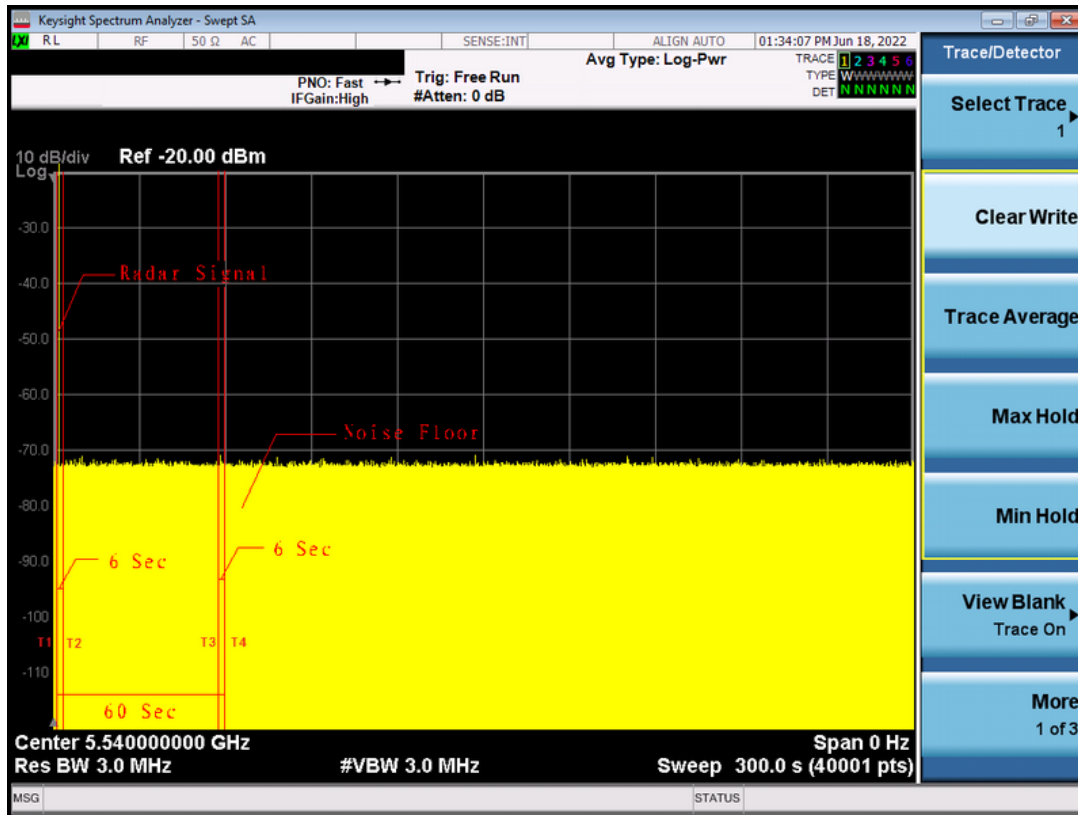 Keysight Spectrum Analyzer - Swept SA
LXI RL RF 50 Ω AC SENSE:INT ALIGN AUTO 01:34:07 PM Jun 18, 2022
Avg Type: Log-Pwr
TRACE 1 2 3 4 5 6
TYPE WWWWWW
DET N N N N N N
PNO: Fast
IFGain:High
Trig: Free Run
#Atten: 0 dB
10 dB/div
Log
Ref -20.00 dBm
-30.0
-40.0
-50.0
-60.0
-70.0
-80.0
-90.0
-100
-110
Radar Signal
Noise Floor
6 Sec
6 Sec
T1 T2 T3 T4
60 Sec
Center 5.540000000 GHz
Span 0 Hz
Res BW 3.0 MHz
#VBW 3.0 MHz
Sweep 300.0 s (40001 pts)
MSG
STATUS
Trace/Detector
Select Trace
1
Clear Write
Trace Average
Max Hold
Min Hold
View Blank
Trace On
More
1 of 3